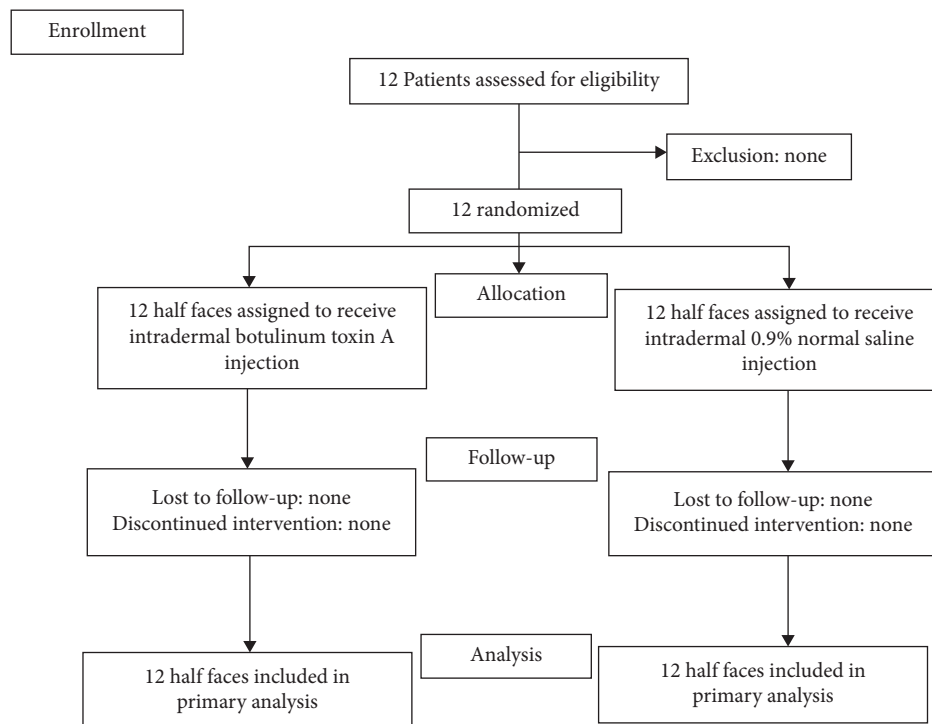 Enrollment
12 Patients assessed for eligibility
Exclusion: none
12 randomized
Allocation
12 half faces assigned to receive
intradermal botulinum toxin A
injection
12 half faces assigned to receive
intradermal 0.9% normal saline
injection
Follow-up
Lost to follow-up: none
Discontinued intervention: none
Lost to follow-up: none
Discontinued intervention: none
Analysis
12 half faces included in
primary analysis
12 half faces included in
primary analysis